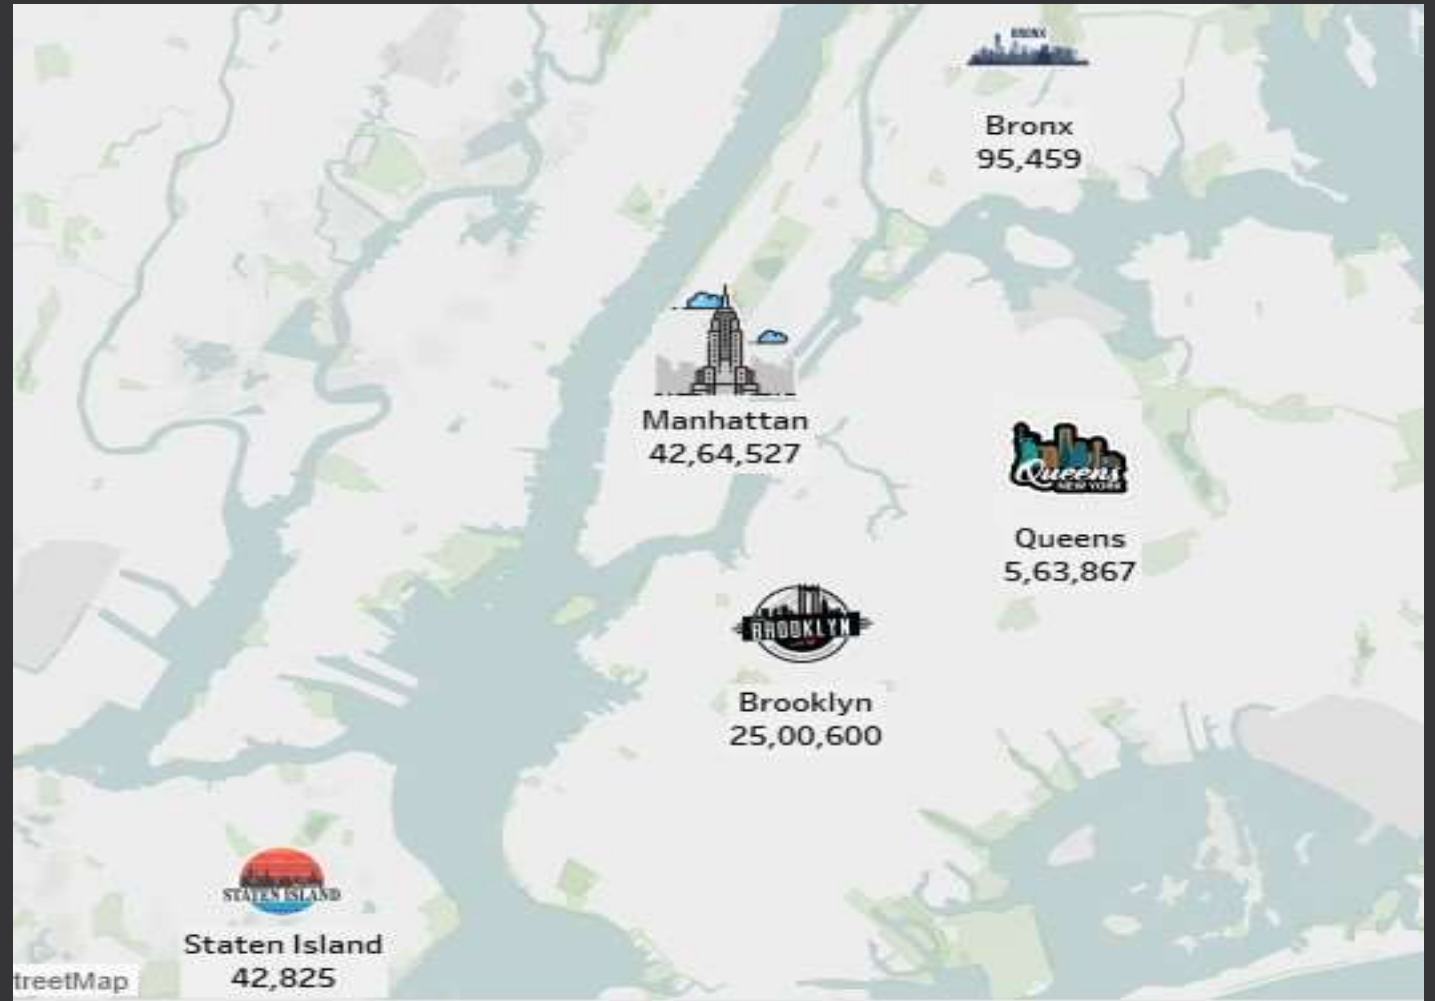 BRONX
Bronx
95,459
Manhattan
42,64,527
Queens
NEW YORK
Queens
5,63,867
BROOKLYN
Brooklyn
25,00,600
STATEN ISLAND
Staten Island
42,825
treetMap